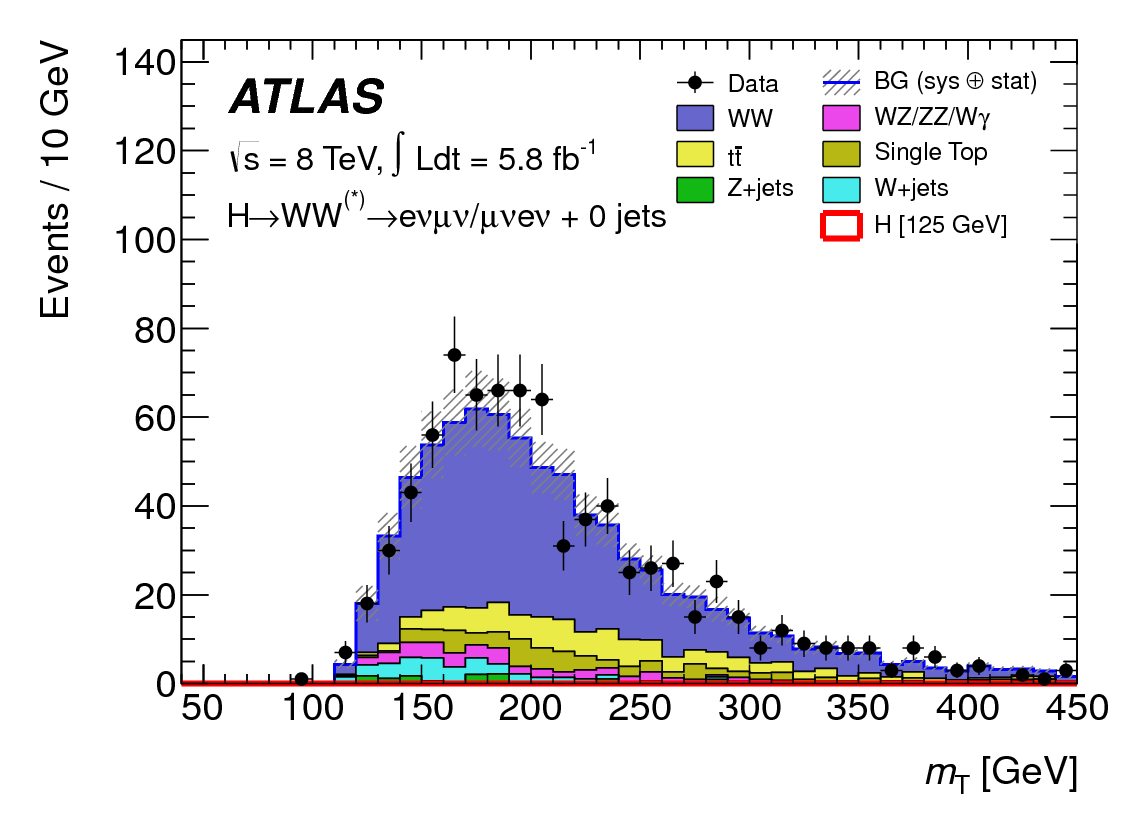 Events / 10 GeV
140
120
100
80
60
40
20
0
ATLAS
√s = 8 TeV, ∫ Ldt = 5.8 fb⁻¹
H→WW⁽*⁾→eνμν/μνeν + 0 jets
Data
BG (sys ⊕ stat)
WW
WZ/ZZ/Wγ
tt̄
Single Top
Z+jets
W+jets
H [125 GeV]
50 100 150 200 250 300 350 400 450
m_T [GeV]